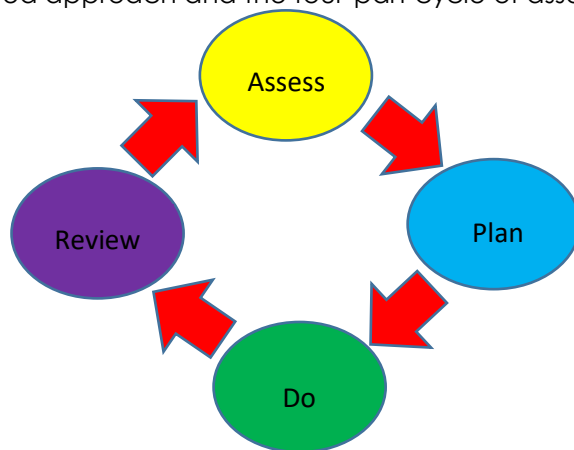 approach and the four part cycle of
Assess
Plan
Review
Do